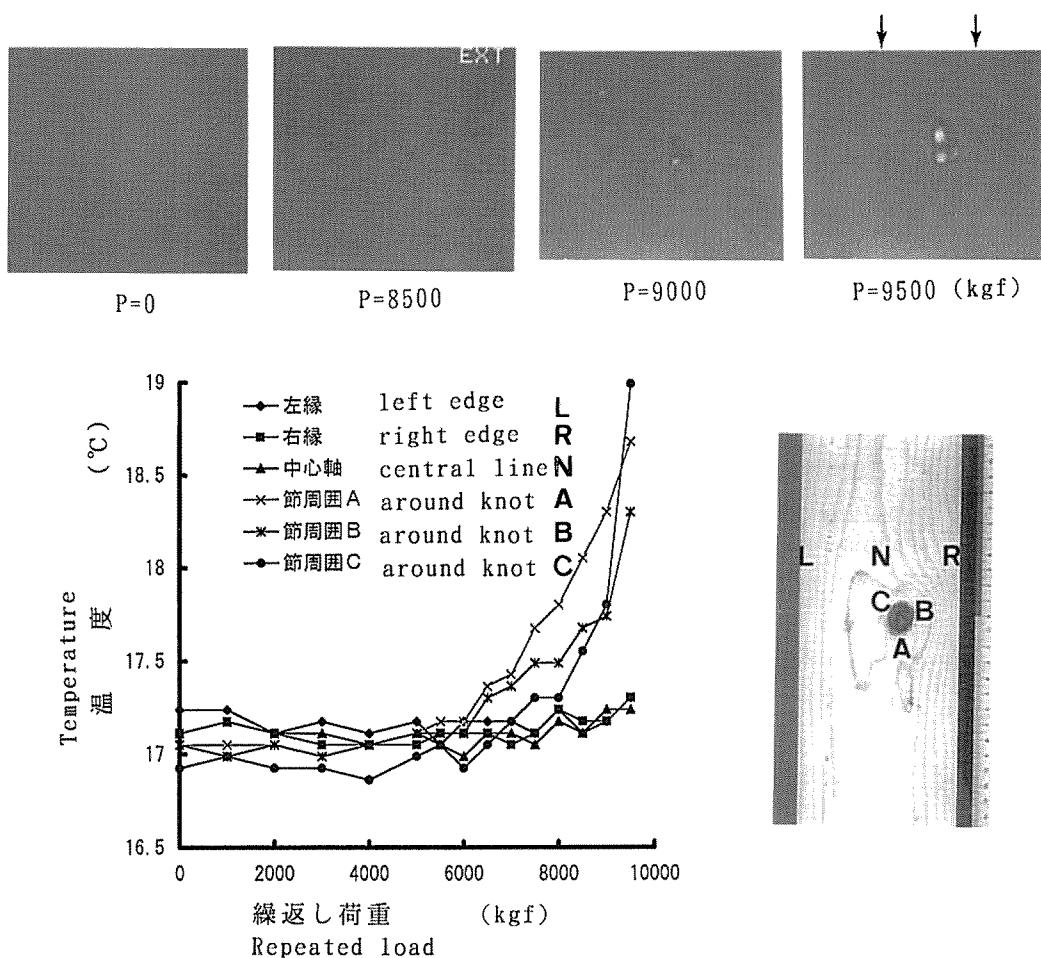 EXT
P=0
P=8500
P=9000
P=9500 (kgf)
19
18.5
18
17.5
17
16.5
Temperature
温度
(℃)
左縁 left edge L
右縁 right edge R
中心軸 central line N
節周囲A around knot A
節周囲B around knot B
節周囲C around knot C
0 2000 4000 6000 8000 10000
繰返し荷重 (kgf)
Repeated load
L N R
C B
A